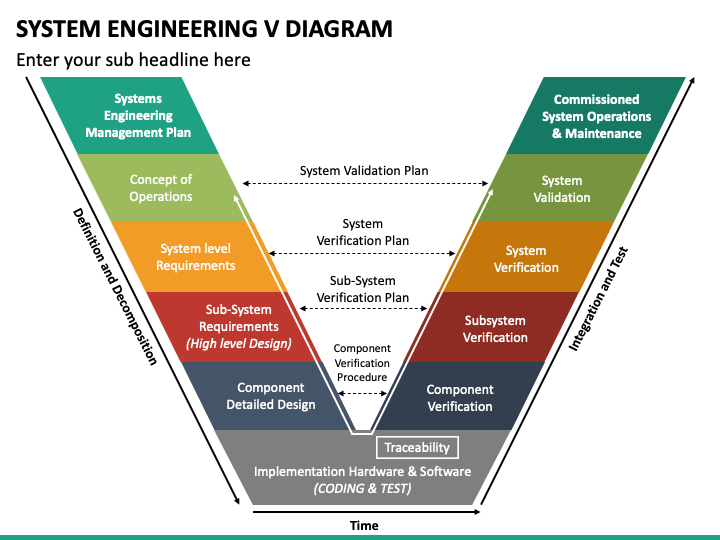 SYSTEM ENGINEERING V DIAGRAM
Enter your sub headline here
Systems
Engineering
Management Plan
Commissioned
System Operations
& Maintenance
Concept of
Operations
System Validation Plan
System
Validation
System level
Requirements
System
Verification Plan
System
Verification
Sub-System
Requirements
(High level Design)
Sub-System
Verification Plan
Subsystem
Verification
Component
Detailed Design
Component
Verification
Procedure
Component
Verification
Definition and Decomposition
Integration and Test
Traceability
Implementation Hardware & Software
(CODING & TEST)
Time